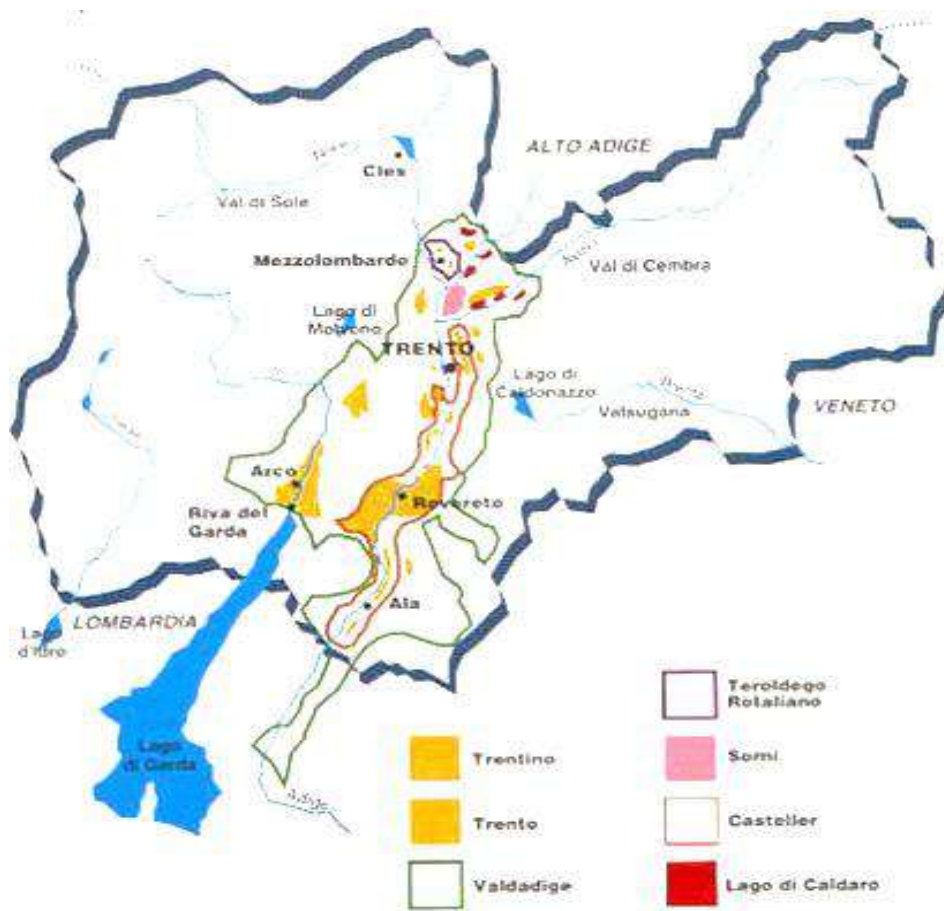 ALTO ADIGE
Cles
Val di Sole
Mezzolombardo
Val di Cembra
Lago di
TRENTO
Lago di
Caldonazzo
Valsugana
VENETO
Arco
Riva del
Garda
Rovereto
Ala
LOMBARDIA
Lago
Lago
di Garda
Adige
Trentino
Trento
Valdadige
Teroldego
Rotaliano
Sorni
Casteller
Lago di Caldaro